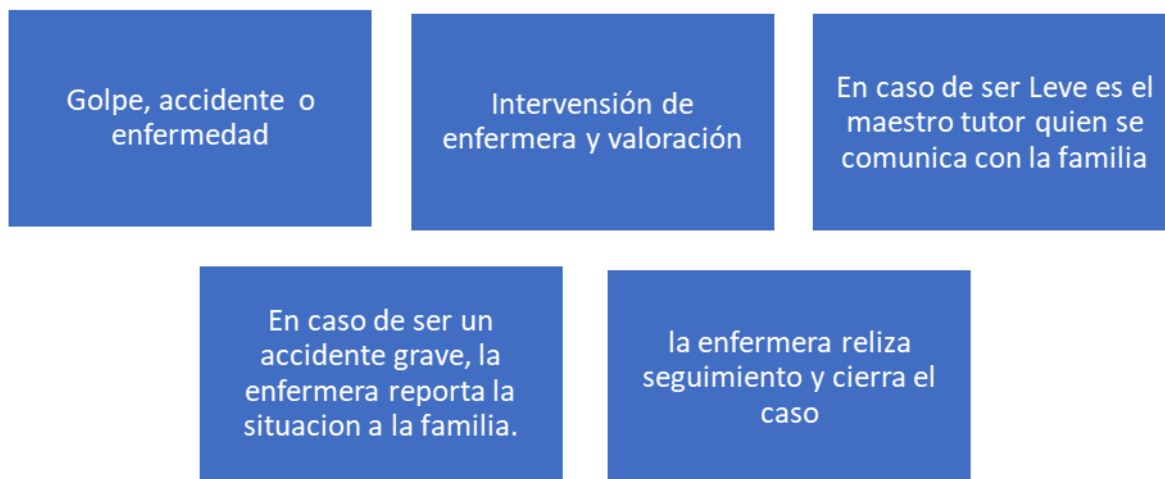 Golpe, accidente o
enfermedad
Intervensión de
enfermera y valoración
En caso de ser Leve es el
maestro tutor quien se
comunica con la familia
En caso de ser un
accidente grave, la
enfermera reporta la
situacion a la familia.
la enfermera reliza
seguimiento y cierra el
caso